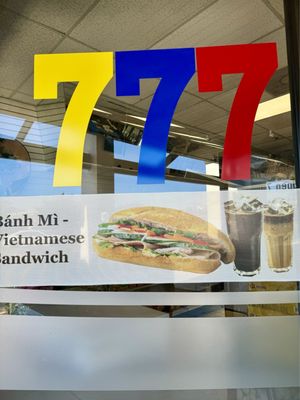 777
Bánh Mì -
Vietnamese
Sandwich